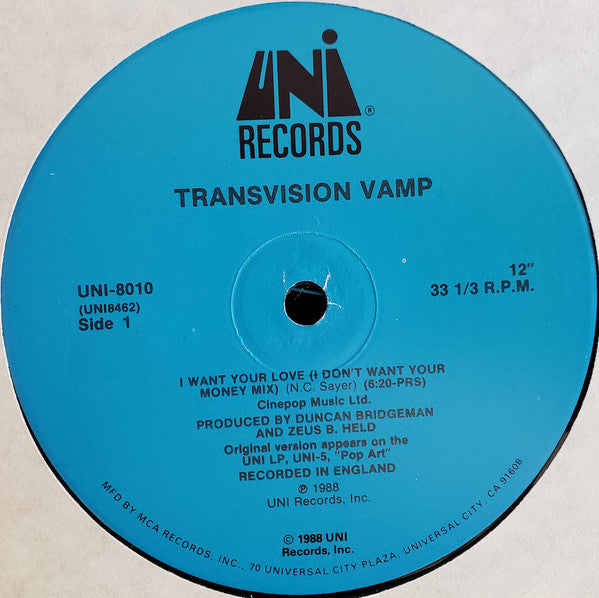 UNI
®
RECORDS
TRANSVISION VAMP
UNI-8010
(UNI8462)
Side 1
12"
33 1/3 R.P.M.
I WANT YOUR LOVE (I DON'T WANT YOUR
MONEY MIX) (N.C. Sayer) (6:20-PRS)
Cinepop Music Ltd.
PRODUCED BY DUNCAN BRIDGEMAN
AND ZEUS B. HELD
Original version appears on the
UNI LP, UNI-5, "Pop Art"
RECORDED IN ENGLAND
℗ 1988
UNI Records, Inc.
© 1988 UNI
Records, Inc.
MFD BY MCA RECORDS, INC., 70 UNIVERSAL CITY PLAZA, UNIVERSAL CITY, CA 91608